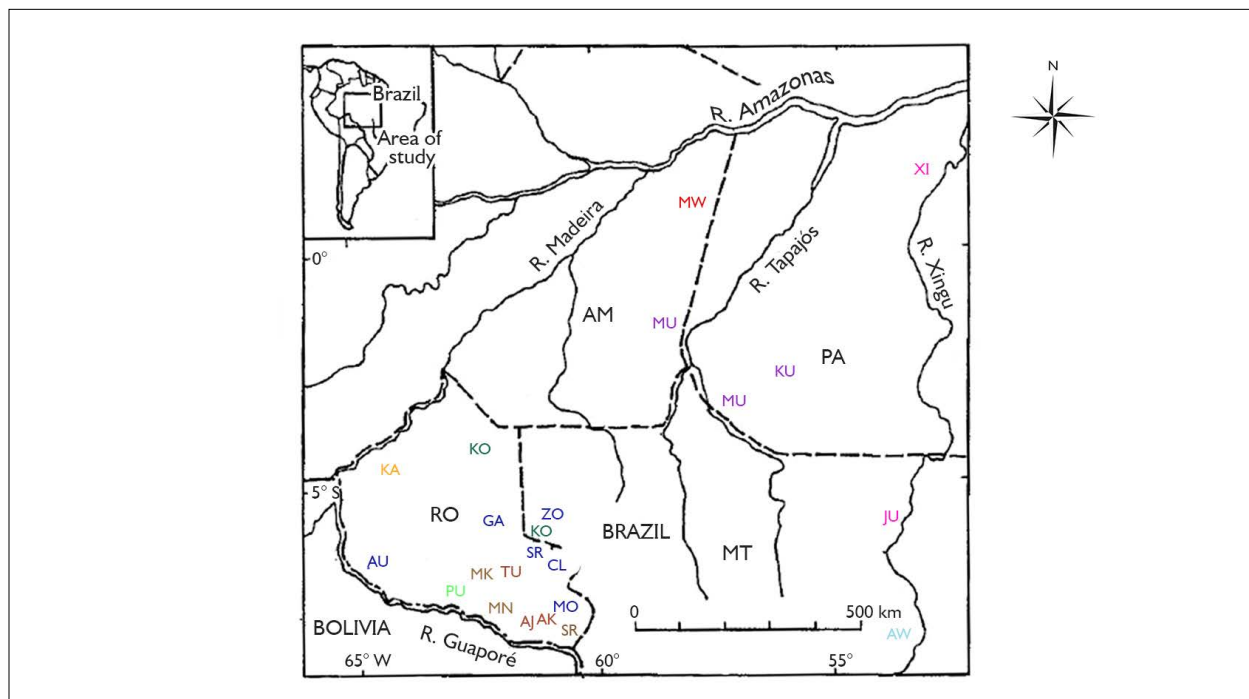 N
Brazil
Area of
study
R. Amazonas
XI
MW
R. Madeira
R. Tapajós
R. Xingu
0°
AM
MU
PA
KU
MU
KO
KA
5° S
RO
GA
ZO
KO
BRAZIL
JU
SR
CL
MT
AU
MK
TU
PU
MN
MO
AJ
AK
SR
0
500 km
BOLIVIA
R. Guaporé
AW
65° W
60°
55°